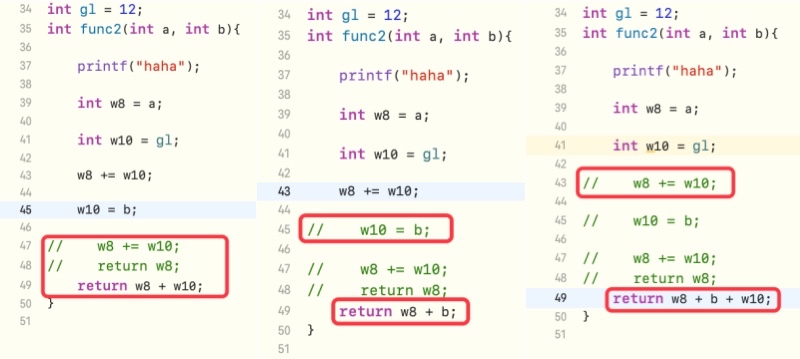 34 int gl = 12;
35 int func2(int a, int b){
36
37 printf("haha");
38
39 int w8 = a;
40
41 int w10 = gl;
42
43 w8 += w10;
44
45 w10 = b;
46
47 // w8 += w10;
48 // return w8;
49 return w8 + w10;
50 }
51
34 int gl = 12;
35 int func2(int a, int b){
36
37 printf("haha");
38
39 int w8 = a;
40
41 int w10 = gl;
42
43 w8 += w10;
44
45 // w10 = b;
46
47 // w8 += w10;
48 // return w8;
49 return w8 + b;
50 }
51
34 int gl = 12;
35 int func2(int a, int b){
36
37 printf("haha");
38
39 int w8 = a;
40
41 int w10 = gl;
42
43 // w8 += w10;
44
45 // w10 = b;
46
47 // w8 += w10;
48 // return w8;
49 return w8 + b + w10;
50 }
51